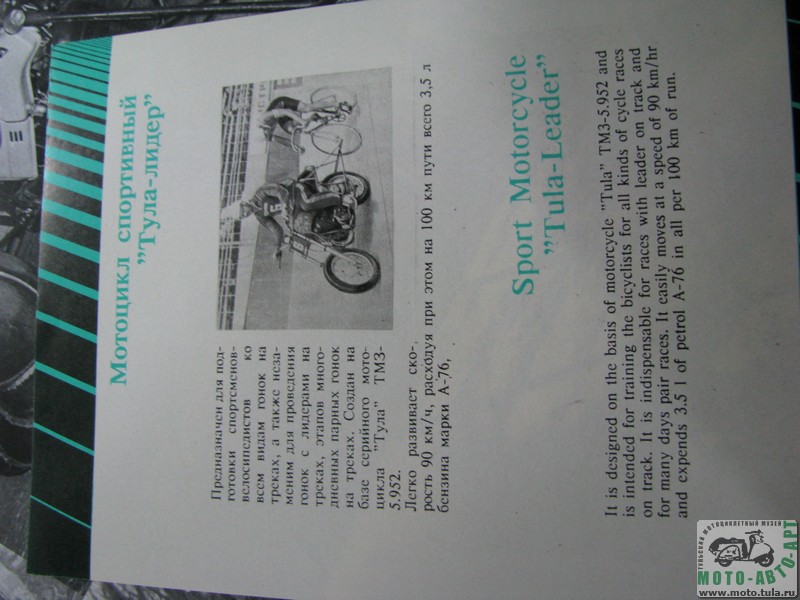 Мотоцикл спортивный
"Тула-лидер"
Предназначен для под-
готовки спортсменов-
велосипедистов ко
всем видам гонок на
треках, а также неза-
меним для проведения
гонок с лидерами на
треках, этапов много-
дневных парных гонок
на треках. Создан на
базе серийного мото-
цикла "Тула" ТМЗ-
5.952.
Легко развивает ско-
рость 90 км/ч, расходуя при этом на 100 км пути всего 3,5 л
бензина марки А-76,
Sport Motorcycle
"Tula-Leader"
It is designed on the basis of motorcycle "Tula" TM3-5.952 and
is intended for training the bicyclists for all kinds of cycle races
on track. It is indispensable for races with leader on track and
for many days pair races. It easily moves at a speed of 90 km/hr
and expends 3.5 l of petrol A-76 in all per 100 km of run.
ТУЛЬСКИЙ МОТОЦИКЛЕТНЫЙ МУЗЕЙ
МОТО-АВТО-АРТ
www.moto.tula.ru